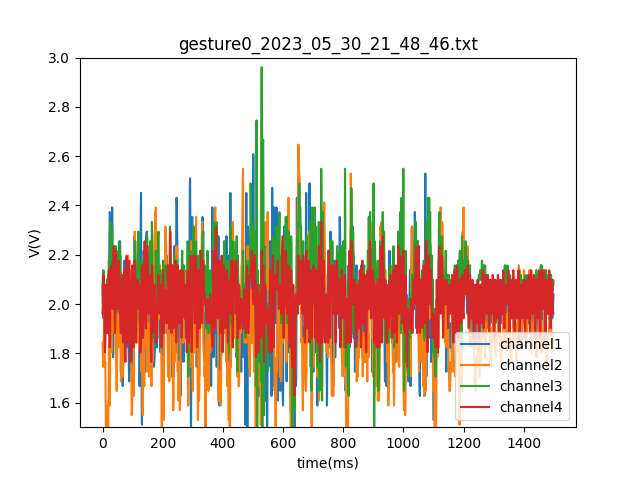 gesture0_2023_05_30_21_48_46.txt
V(V)
3.0
2.8
2.6
2.4
2.2
2.0
1.8
1.6
channel1
channel2
channel3
channel4
0 200 400 600 800 1000 1200 1400
time(ms)